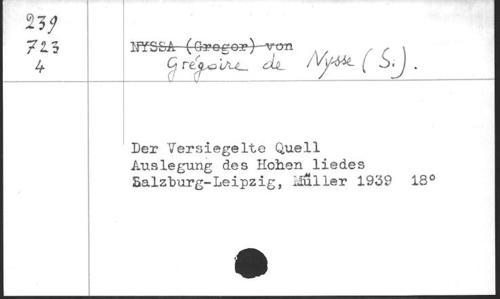 239
723
4
NYSSA (Gregor) von
Grégoire de Nysse (S.).
Der Versiegelte Quell
Auslegung des Hohen liedes
Salzburg-Leipzig, Müller 1939 18°